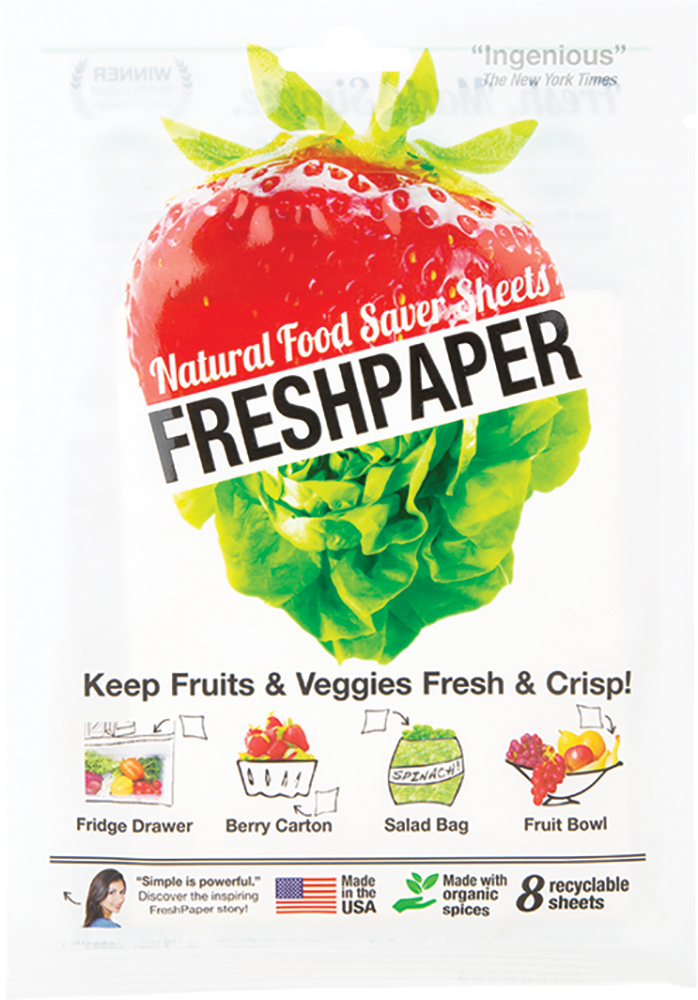 “Ingenious”
The New York Times
WINNER
Natural Food Saver Sheets
FRESHPAPER
Keep Fruits & Veggies Fresh & Crisp!
SPINACH!
Fridge Drawer
Berry Carton
Salad Bag
Fruit Bowl
“Simple is powerful.”
Discover the inspiring
FreshPaper story!
Made
in the
USA
Made with
organic
spices
8 recyclable
sheets